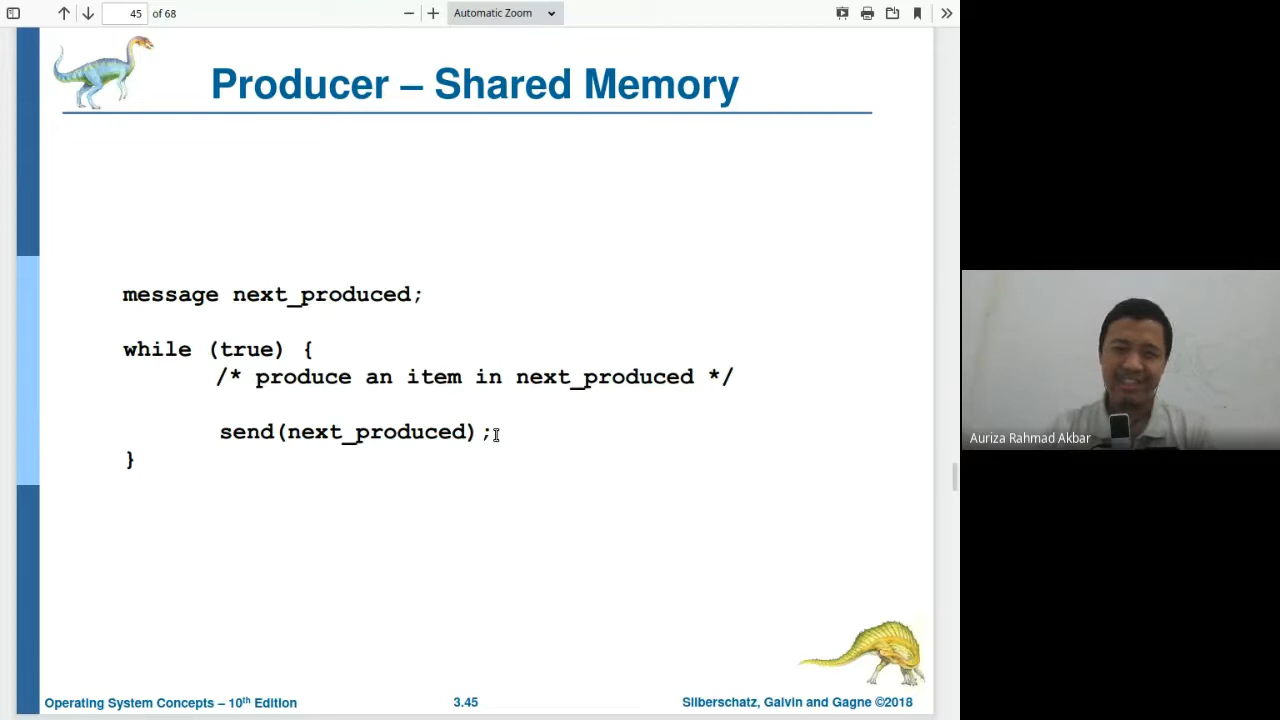 45 of 68
Automatic Zoom
Producer – Shared Memory
message next_produced;
while (true) {
/* produce an item in next_produced */
send(next_produced);
}
Auriza Rahmad Akbar
Operating System Concepts – 10th Edition
3.45
Silberschatz, Galvin and Gagne ©2018